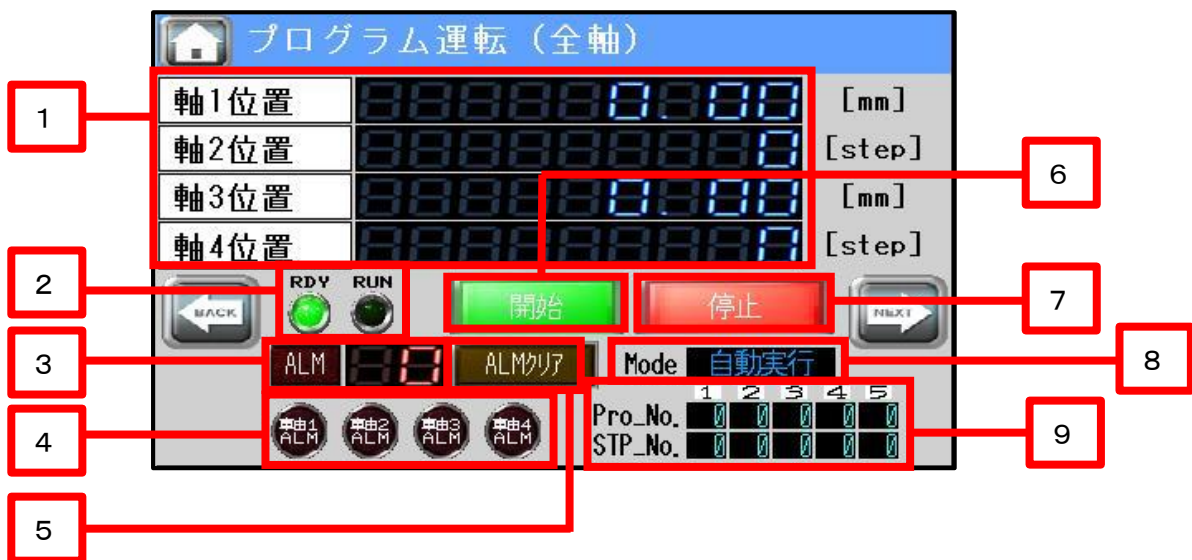 プログラム運転(全軸)
軸1位置 0.00 [mm]
軸2位置 0 [step]
軸3位置 0.00 [mm]
軸4位置 0 [step]
BACK RDY RUN 開始 停止 NEXT
ALM 0 ALMクリア Mode 自動実行
1 2 3 4 5
Pro_No. 0 0 0 0 0
STP_No. 0 0 0 0 0
軸1 ALM 軸2 ALM 軸3 ALM 軸4 ALM
1
2
3
4
5
6
7
8
9